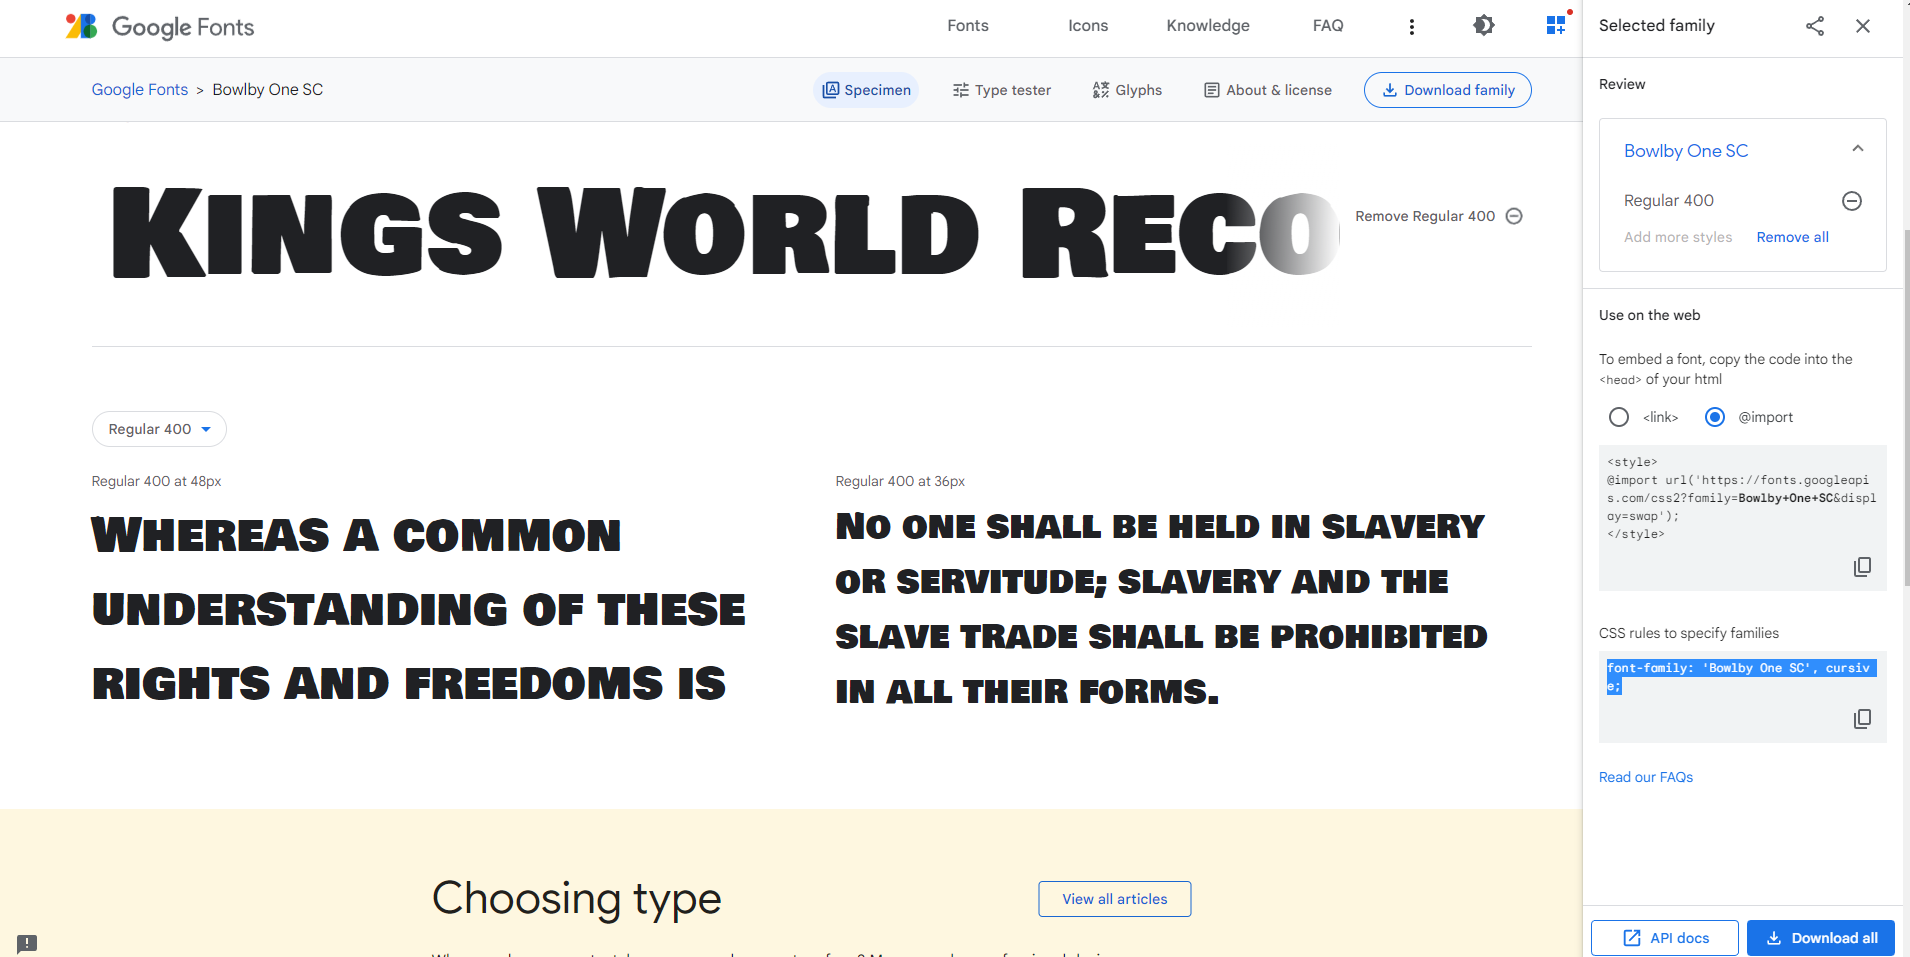 Google Fonts
Fonts
Icons
Knowledge
FAQ
Google Fonts > Bowlby One SC
Specimen
Type tester
Glyphs
About & license
Download family
Kings World Reco
Remove Regular 400
Regular 400
Regular 400 at 48px
Whereas a common
understanding of these
rights and freedoms is
Regular 400 at 36px
No one shall be held in slavery
or servitude; slavery and the
slave trade shall be prohibited
in all their forms.
Choosing type
View all articles
Selected family
Review
Bowlby One SC
Regular 400
Add more styles
Remove all
Use on the web
To embed a font, copy the code into the
<head> of your html
<link>
@import
<style>
@import url('https://fonts.googleapi
s.com/css2?family=Bowlby+One+SC&displ
ay=swap');
</style>
CSS rules to specify families
font-family: 'Bowlby One SC', cursiv
e;
Read our FAQs
API docs
Download all